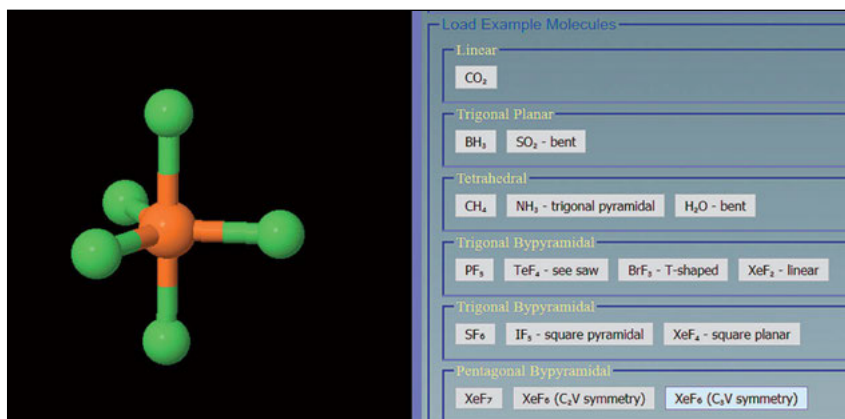 Load Example Molecules
Linear
CO₂
Trigonal Planar
BH₃ SO₂ - bent
Tetrahedral
CH₄ NH₃ - trigonal pyramidal H₂O - bent
Trigonal Bypyramidal
PF₅ TeF₄ - see saw BrF₃ - T-shaped XeF₂ - linear
Trigonal Bypyramidal
SF₆ IF₅ - square pyramidal XeF₄ - square planar
Pentagonal Bypyramidal
XeF₇ XeF₆ (C₂V symmetry) XeF₆ (C₃V symmetry)